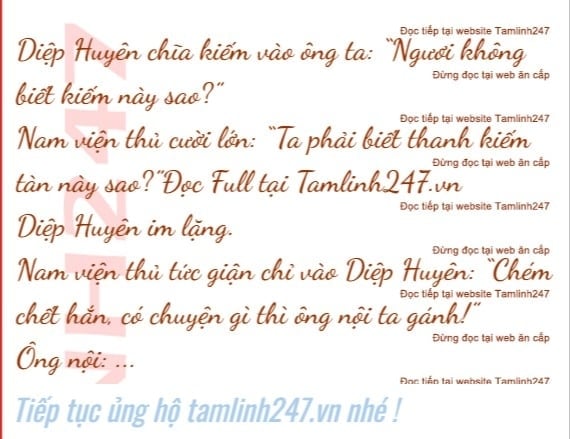 Đọc tiếp tại website Tamlinh247
Diệp Huyên chĩa kiếm vào ông ta: “Ngươi không
Đừng đọc tại web ăn cắp
biết kiếm này sao?”
Đọc tiếp tại website Tamlinh247
Nam viện thủ cười lớn: “Ta phải biết thanh kiếm
Đừng đọc tại web ăn cắp
tàn này sao?”Đọc Full tại Tamlinh247.vn
Đọc tiếp tại website Tamlinh247
Diệp Huyên im lặng.
Đừng đọc tại web ăn cắp
Nam viện thủ tức giận chỉ vào Diệp Huyên: “Chém
Đọc tiếp tại website Tamlinh247
chết hắn, có chuyện gì thì ông nội ta gánh!”
Đừng đọc tại web ăn cắp
Ông nội: ...
Đọc tiếp tại website Tamlinh247
Tiếp tục ủng hộ tamlinh247.vn nhé !
NH247